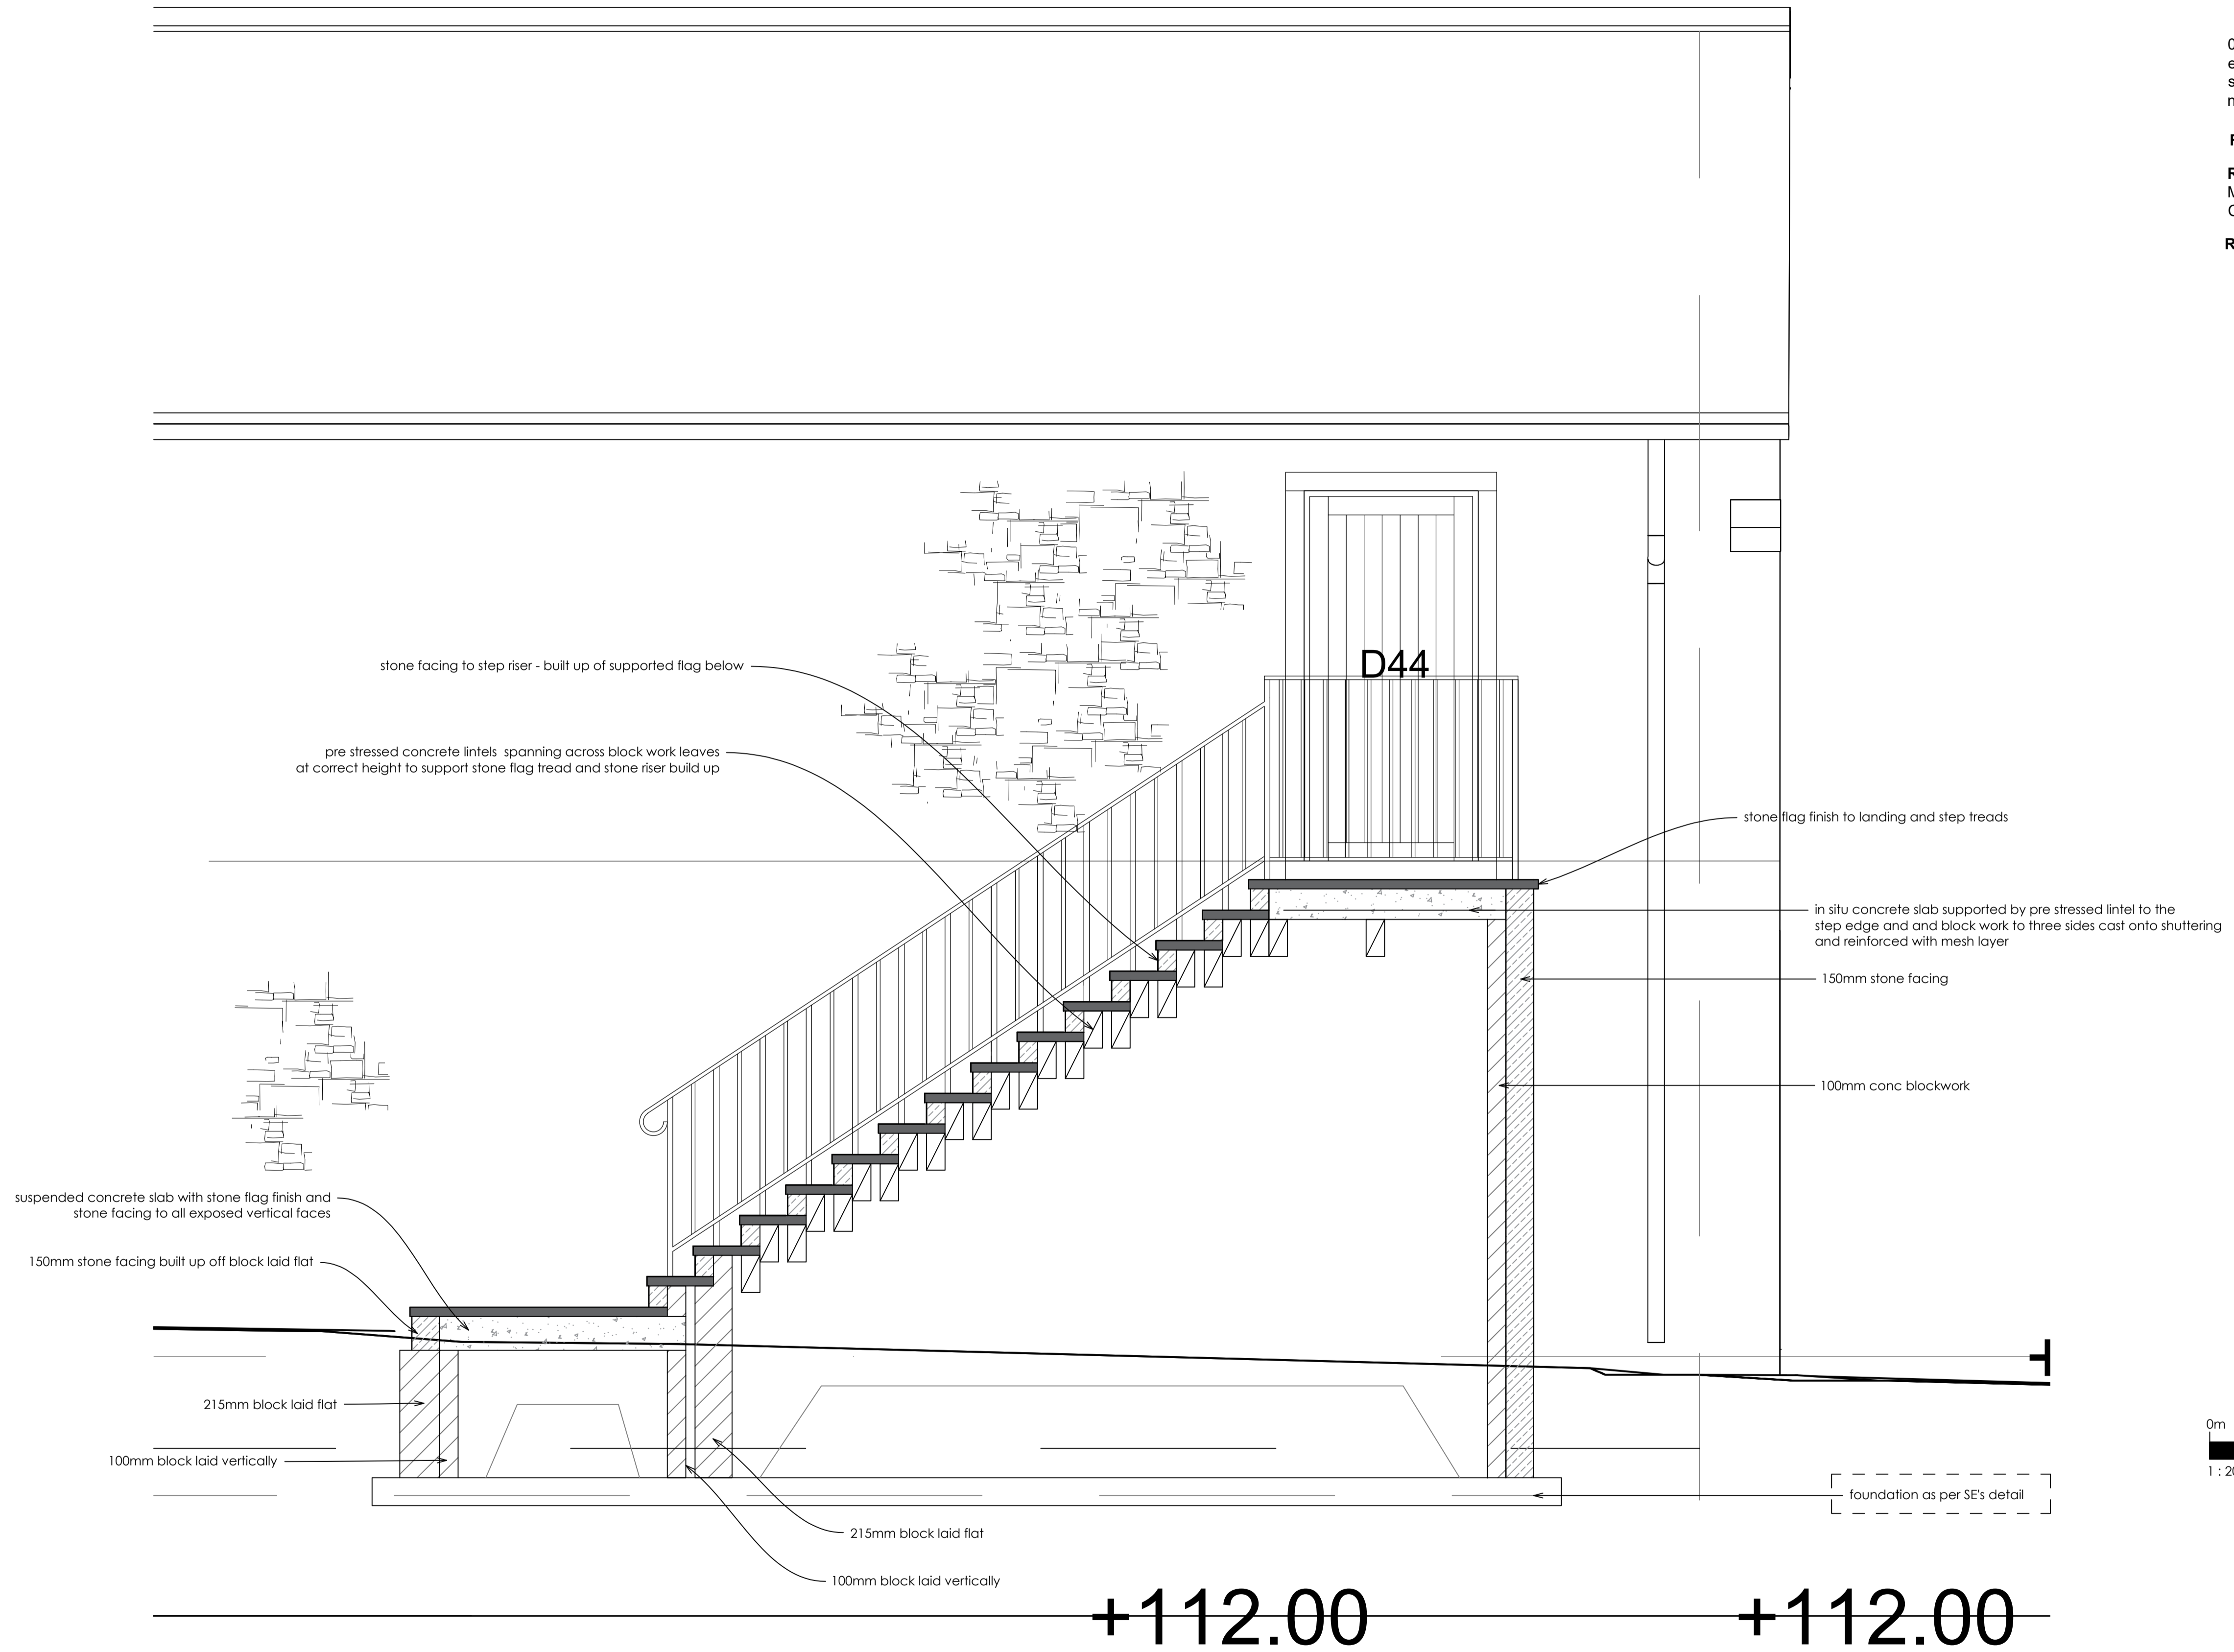 D44
stone facing to step riser - built up of supported flag below
pre stressed concrete lintels spanning across block work leaves
at correct height to support stone flag tread and stone riser build up
stone flag finish to landing and step treads
in situ concrete slab supported by pre stressed lintel to the
step edge and and block work to three sides cast onto shuttering
and reinforced with mesh layer
150mm stone facing
100mm conc blockwork
suspended concrete slab with stone flag finish and
stone facing to all exposed vertical faces
150mm stone facing built up off block laid flat
215mm block laid flat
100mm block laid vertically
0m
foundation as per SE's detail
215mm block laid flat
100mm block laid vertically
+112.00
+112.00